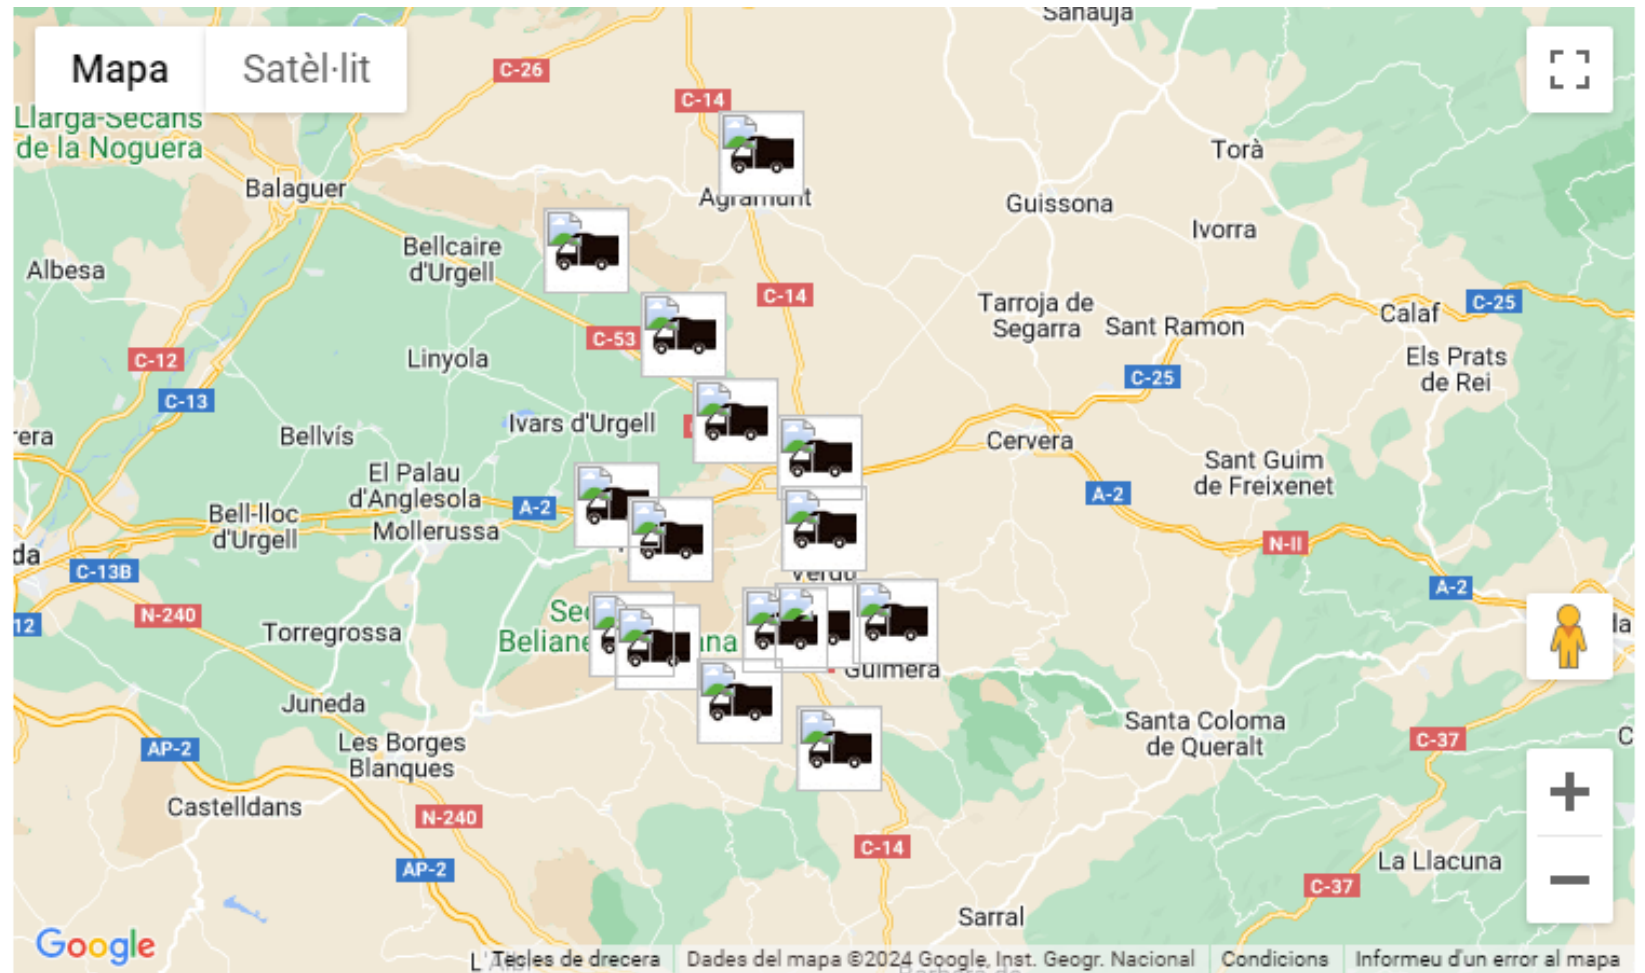 Sanaüja
Mapa
Satèl·lit
C-26
C-14
Llarga-Secans
de la Noguera
Torà
Balaguer
Agramunt
Guissona
Ivorra
Bellcaire
d'Urgell
Albesa
C-14
Tarroja de
Segarra
Sant Ramon
C-25
Calaf
C-53
Linyola
C-12
Els Prats
de Rei
C-25
C-13
Ivars d'Urgell
Bellvís
Cervera
El Palau
d'Anglesola
Sant Guim
de Freixenet
A-2
A-2
Bell-lloc
d'Urgell
Mollerussa
N-II
C-13B
Verdú
A-2
N-240
12
Torregrossa
Guimerà
Juneda
Santa Coloma
de Queralt
C-37
AP-2
Les Borges
Blanques
Castelldans
N-240
C-14
AP-2
La Llacuna
C-37
Sarral
Google
Tecles de drecera
Dades del mapa ©2024 Google, Inst. Geogr. Nacional
Condicions
Informeu d'un error al mapa